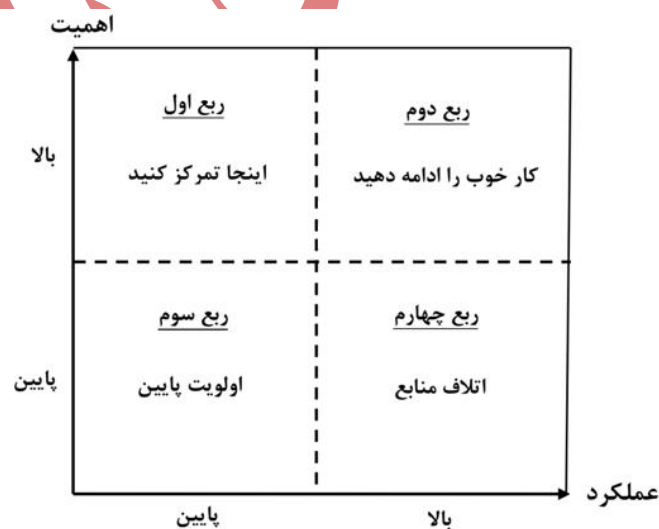 اهمیت
بالا
ربع اول
اینجا تمرکز کنید
ربع دوم
کار خوب را ادامه دهید
پایین
ربع سوم
اولویت پایین
ربع چهارم
اتلاف منابع
عملکرد
پایین
بالا